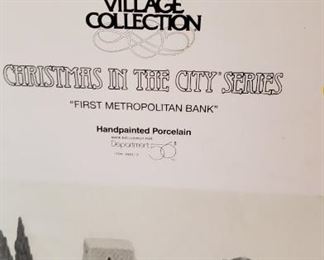 VILLAGE
COLLECTION
CHRISTMAS IN THE CITY SERIES
"FIRST METROPOLITAN BANK"
Handpainted Porcelain
Department 56